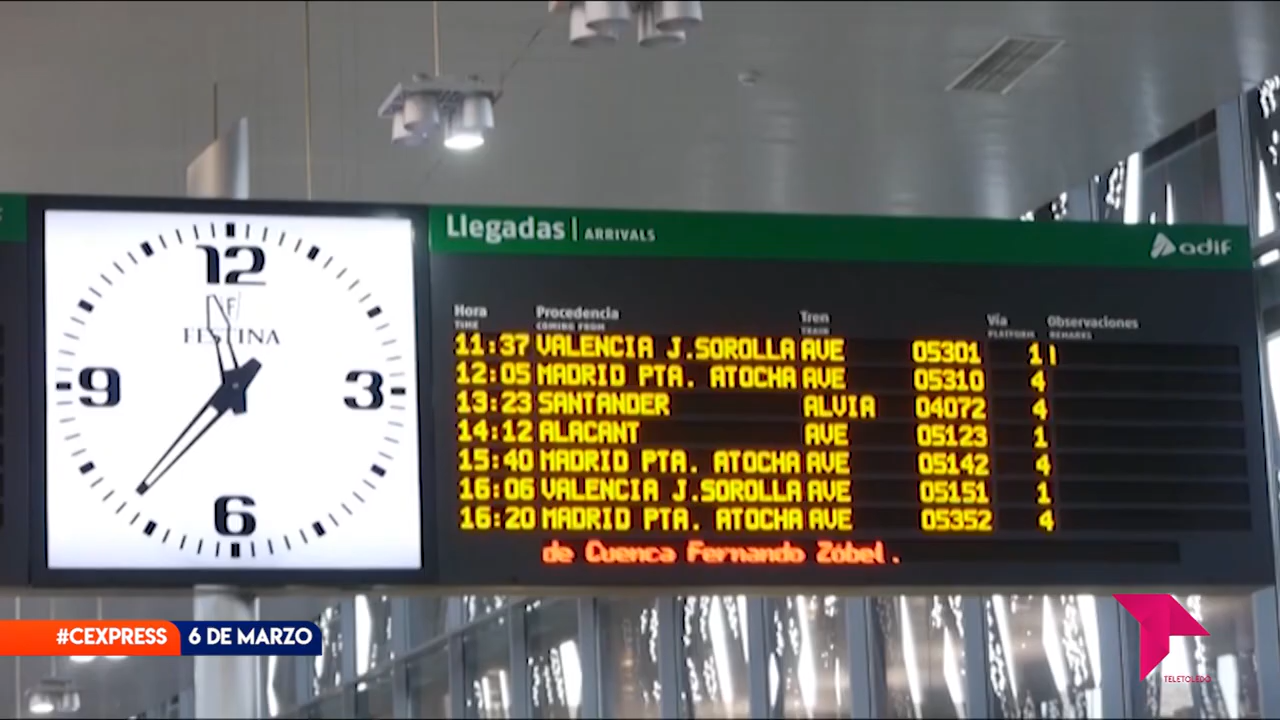 Llegadas | ARRIVALS
adif
12
F
FESTINA
9
3
6
Hora Procedencia Tren Vía Observaciones
TIME COMING FROM TRAIN PLATFORM REMARKS
11:37 VALENCIA J.SOROLLA AVE 05301 1
12:05 MADRID PTA. ATOCHA AVE 05310 4
13:23 SANTANDER ALVIA 04072 4
14:12 ALACANT AVE 05123 1
15:40 MADRID PTA. ATOCHA AVE 05142 4
16:06 VALENCIA J.SOROLLA AVE 05151 1
16:20 MADRID PTA. ATOCHA AVE 05352 4
de Cuenca Fernando Zóbel.
#CEXPRESS 6 DE MARZO
TELETOLEDO